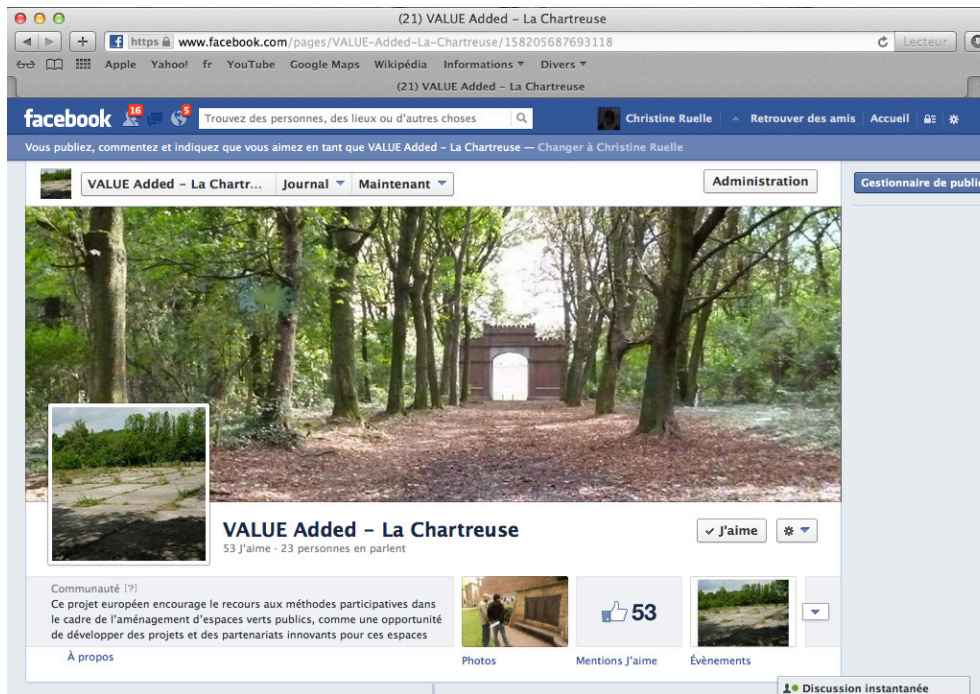 (21) VALUE Added – La Chartreuse
https www.facebook.com/pages/VALUE-Added-La-Chartreuse/158205687693118 Lecteur
Apple Yahoo! fr YouTube Google Maps Wikipédia Informations Divers
(21) VALUE Added – La Chartreuse
facebook 16 5 Trouvez des personnes, des lieux ou d'autres choses Christine Ruelle Retrouver des amis Accueil
Vous publiez, commentez et indiquez que vous aimez en tant que VALUE Added – La Chartreuse — Changer à Christine Ruelle
VALUE Added – La Chartr... Journal Maintenant Administration Gestionnaire de public
VALUE Added – La Chartreuse
53 J'aime · 23 personnes en parlent
J'aime
Communauté [?]
Ce projet européen encourage le recours aux méthodes participatives dans
le cadre de l'aménagement d'espaces verts publics, comme une opportunité
de développer des projets et des partenariats innovants pour ces espaces
53
À propos
Photos Mentions J'aime Évènements
1 Discussion instantanée